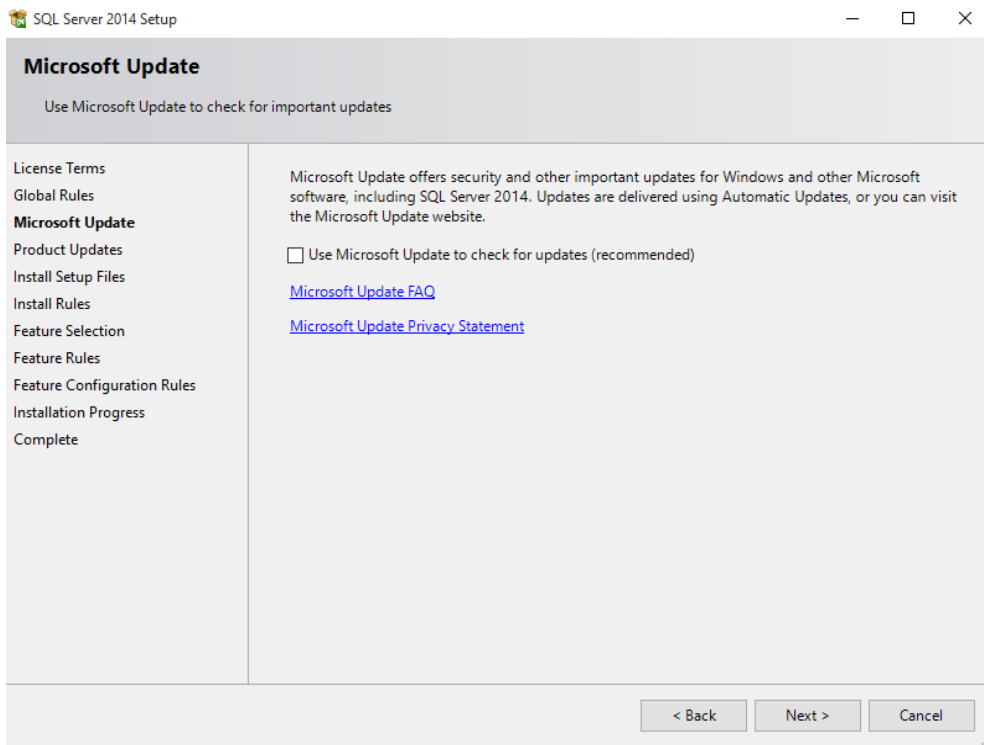 SQL Server 2014 Setup
Microsoft Update
Use Microsoft Update to check for important updates
License Terms
Global Rules
Microsoft Update
Product Updates
Install Setup Files
Install Rules
Feature Selection
Feature Rules
Feature Configuration Rules
Installation Progress
Complete
Microsoft Update offers security and other important updates for Windows and other Microsoft
software, including SQL Server 2014. Updates are delivered using Automatic Updates, or you can visit
the Microsoft Update website.
Use Microsoft Update to check for updates (recommended)
Microsoft Update FAQ
Microsoft Update Privacy Statement
< Back
Next >
Cancel